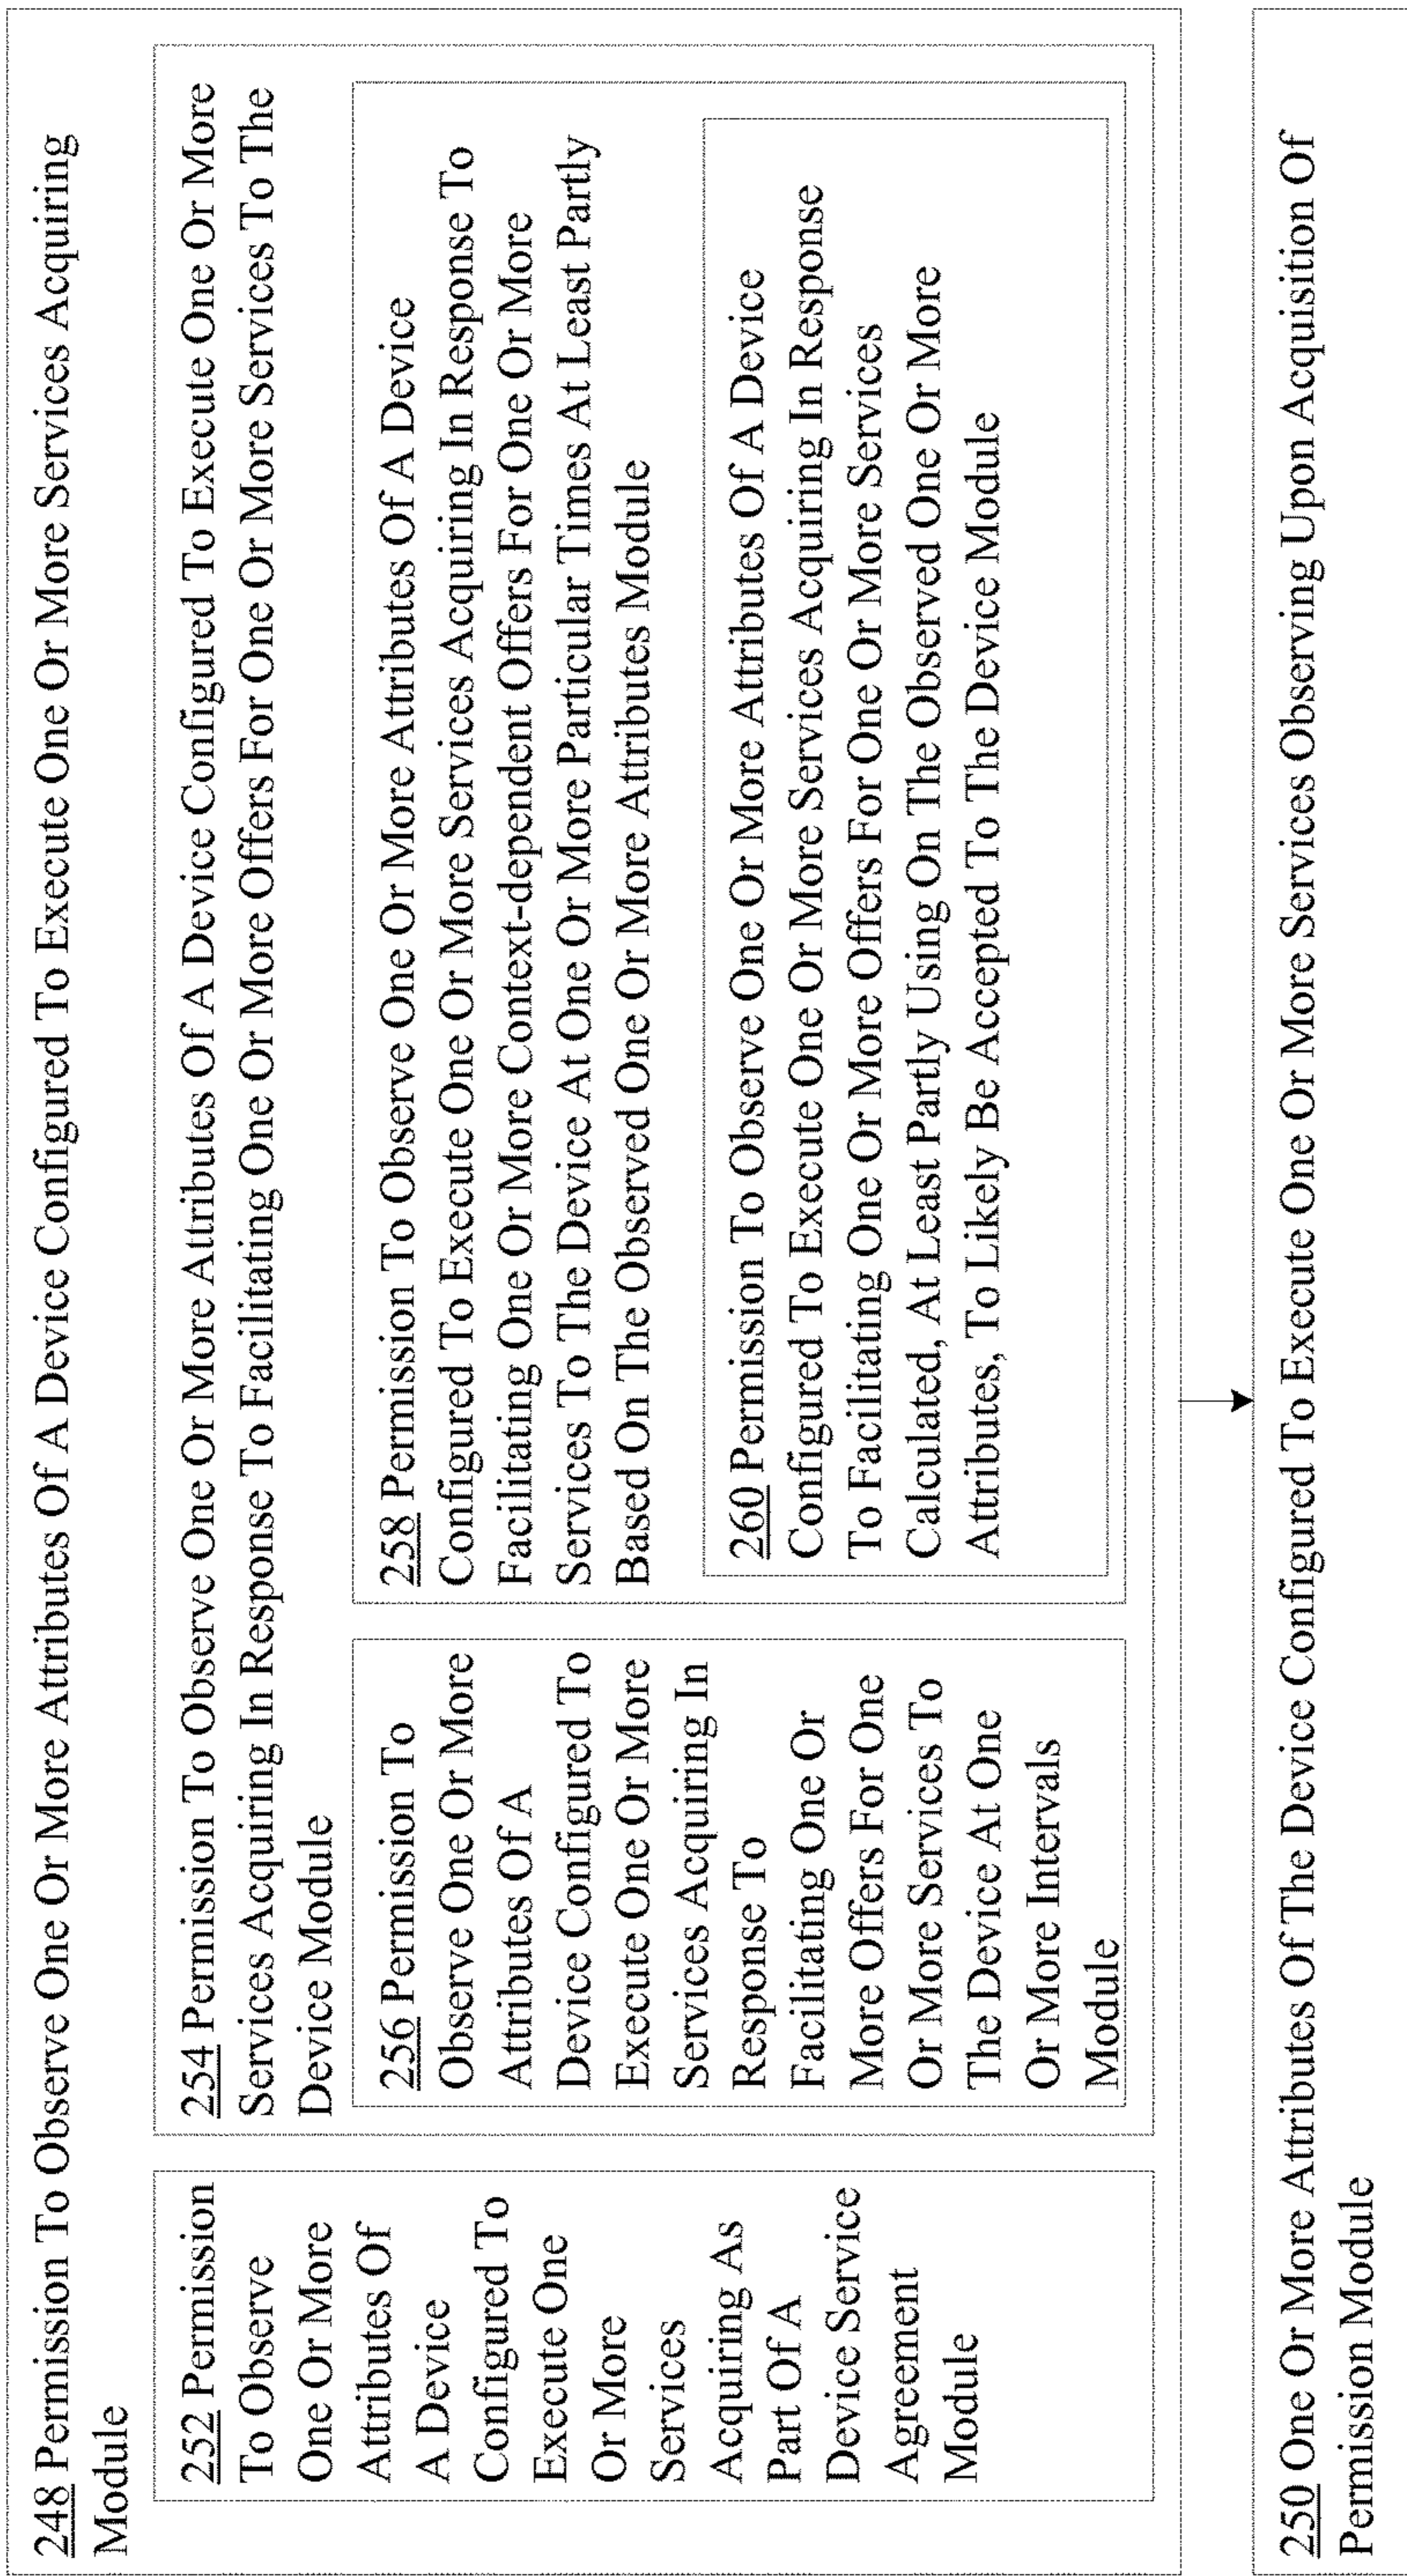 248 Permission To Observe One Or More Attributes Of A Device Configured To Execute One Or More Services Acquiring
Module
252 Permission
To Observe
One Or More
Attributes Of
A Device
Configured To
Execute One
Or More
Services
Acquiring As
Part Of A
Device Service
Agreement
Module
254 Permission To Observe One Or More Attributes Of A Device Configured To Execute One Or More
Services Acquiring In Response To Facilitating One Or More Offers For One Or More Services To The
Device Module
256 Permission To
Observe One Or More
Attributes Of A
Device Configured To
Execute One Or More
Services Acquiring In
Response To
Facilitating One Or
More Offers For One
Or More Services To
The Device At One
Or More Intervals
Module
258 Permission To Observe One Or More Attributes Of A Device
Configured To Execute One Or More Services Acquiring In Response To
Facilitating One Or More Context-dependent Offers For One Or More
Services To The Device At One Or More Particular Times At Least Partly
Based On The Observed One Or More Attributes Module
260 Permission To Observe One Or More Attributes Of A Device
Configured To Execute One Or More Services Acquiring In Response
To Facilitating One Or More Offers For One Or More Services
Calculated, At Least Partly Using On The Observed One Or More
Attributes, To Likely Be Accepted To The Device Module
250 One Or More Attributes Of The Device Configured To Execute One Or More Services Observing Upon Acquisition Of
Permission Module